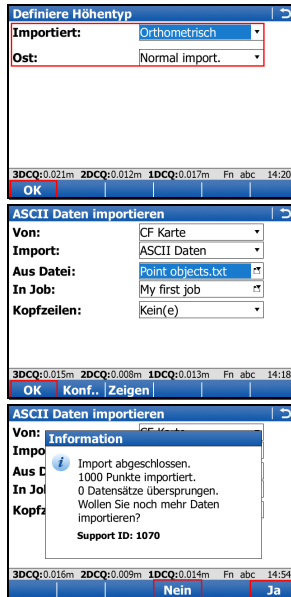 Definiere Höhentyp
Importiert: Orthometrisch
Ost: Normal import.
3DCQ:0.021m 2DCQ:0.012m 1DCQ:0.017m Fn abc 14:20
OK
ASCII Daten importieren
Von: CF Karte
Import: ASCII Daten
Aus Datei: Point objects.txt
In Job: My first job
Kopfzeilen: Kein(e)
3DCQ:0.015m 2DCQ:0.008m 1DCQ:0.013m Fn abc 14:18
OK Konf.. Zeigen
ASCII Daten importieren
Von:
Information
Import abgeschlossen.
1000 Punkte importiert.
0 Datensätze übersprungen.
Wollen Sie noch mehr Daten
importieren?
Support ID: 1070
3DCQ:0.016m 2DCQ:0.009m 1DCQ:0.014m Fn abc 14:54
Nein Ja